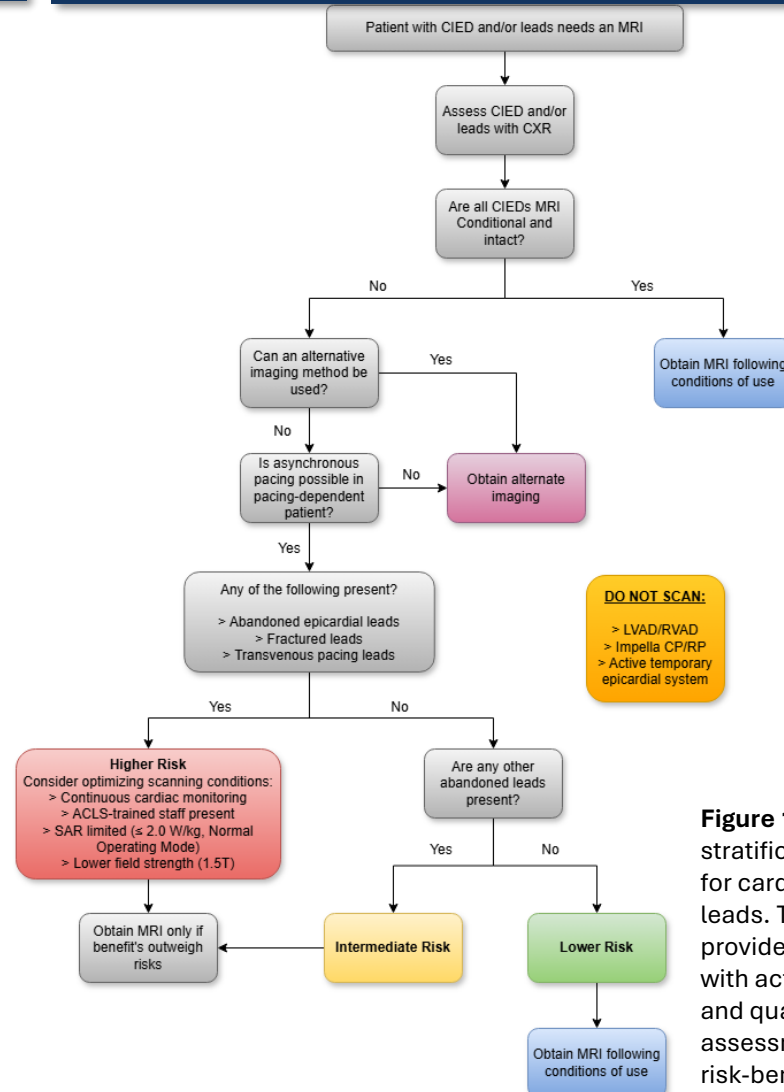 Patient with CIED and/or leads needs an MRI
Assess CIED and/or
leads with CXR
Are all CIEDs MRI
Conditional and
intact?
No
Yes
Can an alternative
imaging method be
used?
Yes
Obtain MRI following
conditions of use
No
Is asynchronous
pacing possible in
pacing-dependent
patient?
No
Obtain alternate
imaging
Yes
Any of the following present?
> Abandoned epicardial leads
> Fractured leads
> Transvenous pacing leads
DO NOT SCAN:
> LVAD/RVAD
> Impella CP/RP
> Active temporary
epicardial system
Yes
No
Higher Risk
Consider optimizing scanning conditions:
> Continuous cardiac monitoring
> ACLS-trained staff present
> SAR limited (≤ 2.0 W/kg, Normal
Operating Mode)
> Lower field strength (1.5T)
Are any other
abandoned leads
present?
Yes
No
Obtain MRI only if
benefit's outweigh
risks
Intermediate Risk
Lower Risk
Obtain MRI following
conditions of use
Figure
stratific
for card
leads. T
provide
with act
and qua
assessm
risk-ben